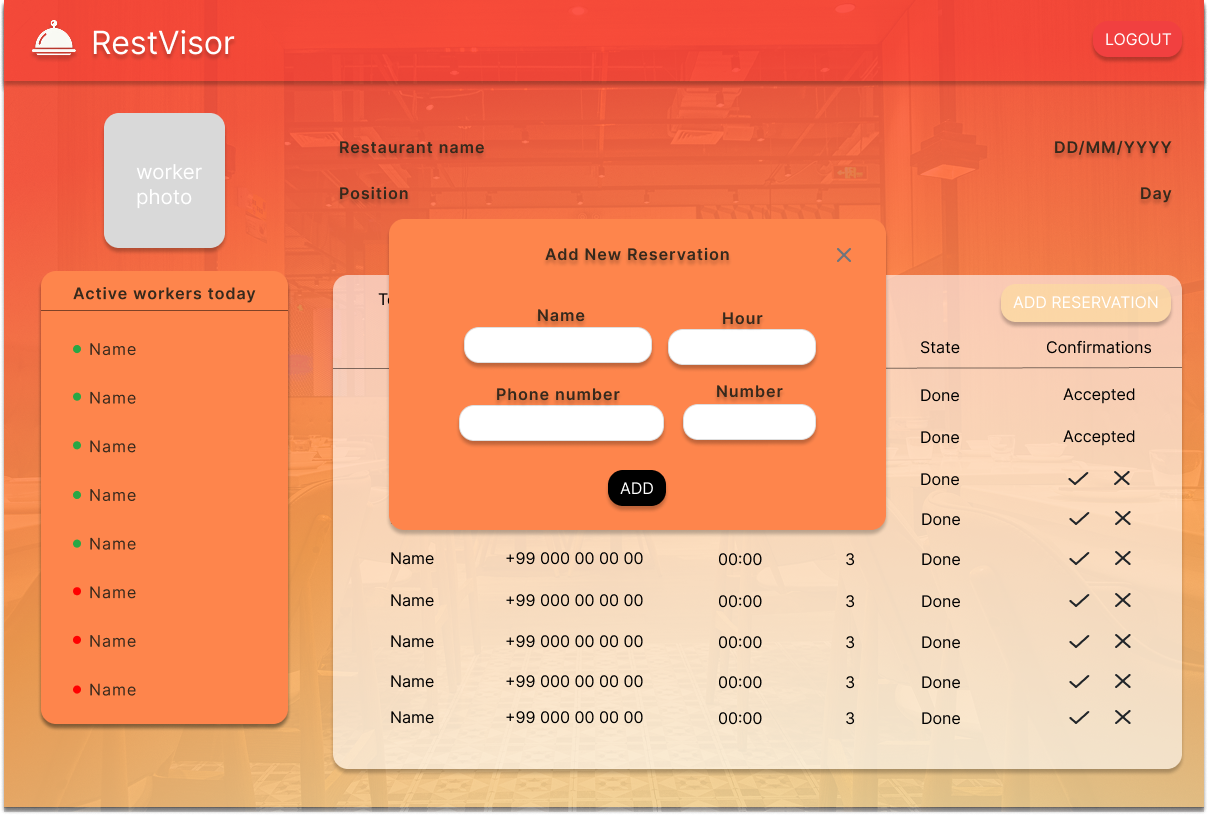 RestVisor
LOGOUT
worker
photo
Restaurant name
DD/MM/YYYY
Position
Day
Active workers today
Name
Name
Name
Name
Name
Name
Name
Name
Add New Reservation
Name
Hour
Phone number
Number
ADD
ADD RESERVATION
State Confirmations
Done Accepted
Done Accepted
Done
Done
Name +99 000 00 00 00 00:00 3 Done
Name +99 000 00 00 00 00:00 3 Done
Name +99 000 00 00 00 00:00 3 Done
Name +99 000 00 00 00 00:00 3 Done
Name +99 000 00 00 00 00:00 3 Done